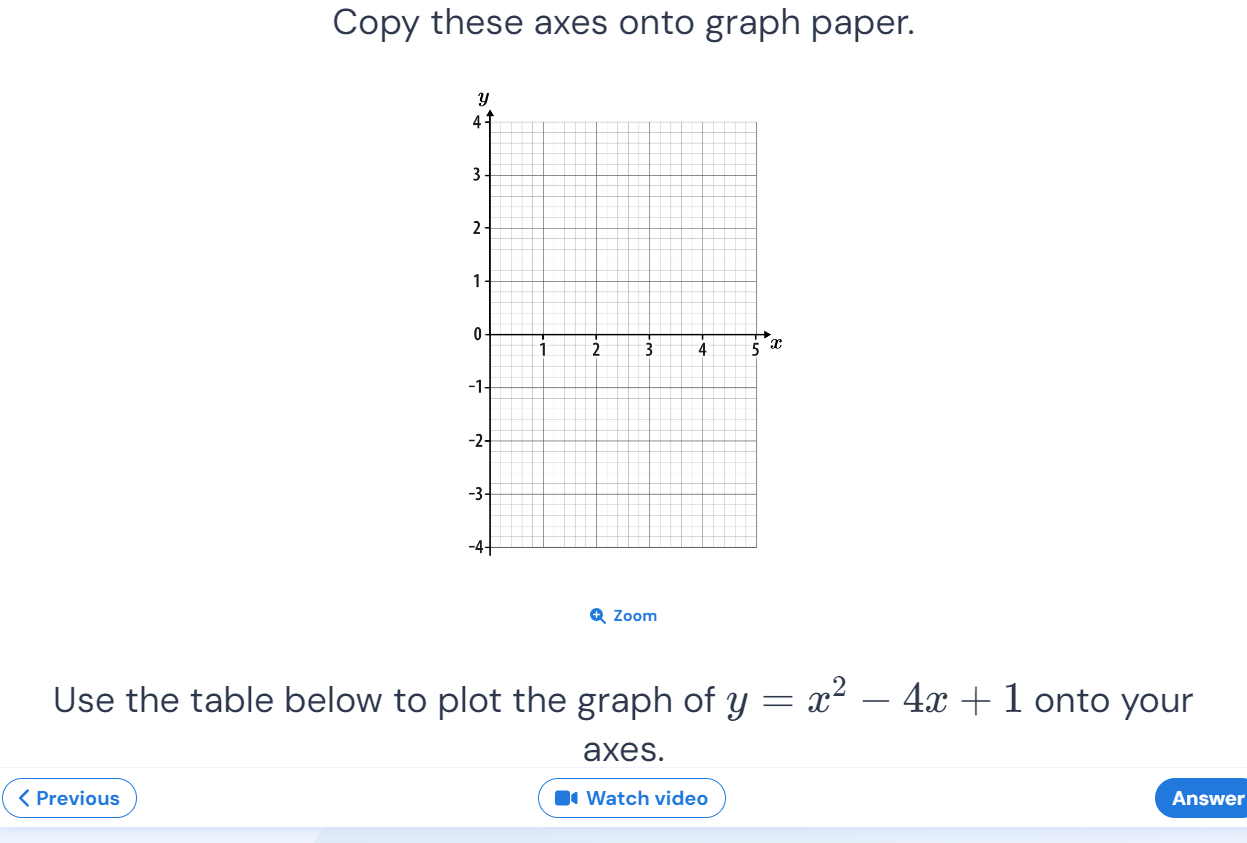 Copy these axes onto graph paper.
y
4
3
2
1
0
1 2 3 4 5 x
-1
-2
-3
-4
Zoom
Use the table below to plot the graph of y = x² − 4x + 1 onto your
axes.
Previous
Watch video
Answer